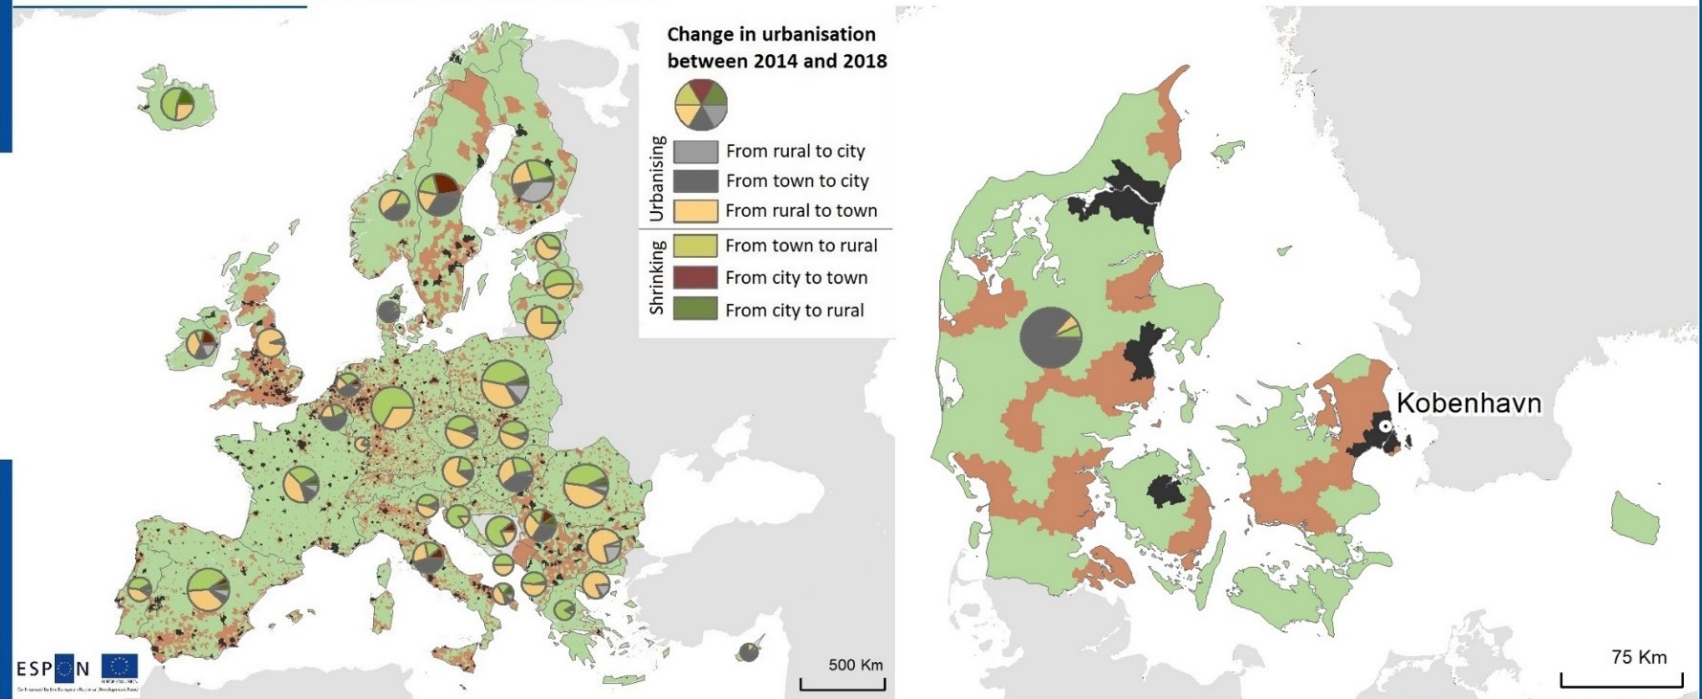 Change in urbanisation
between 2014 and 2018
Urbanising
From rural to city
From town to city
From rural to town
Shrinking
From town to rural
From city to town
From city to rural
Kobenhavn
ESPON
500 Km
75 Km